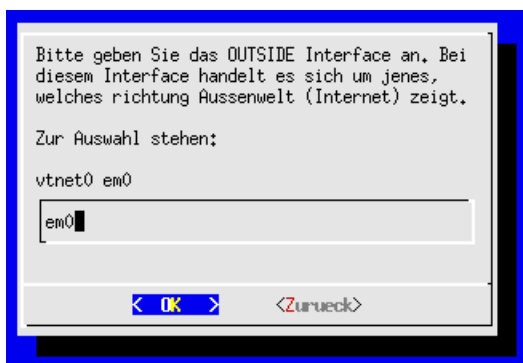 Bitte geben Sie das OUTSIDE Interface an. Bei
diesem Interface handelt es sich um jenes,
welches richtung Aussenwelt (Internet) zeigt.
Zur Auswahl stehen:
vtnet0 em0
em0
< OK > <Zurueck>